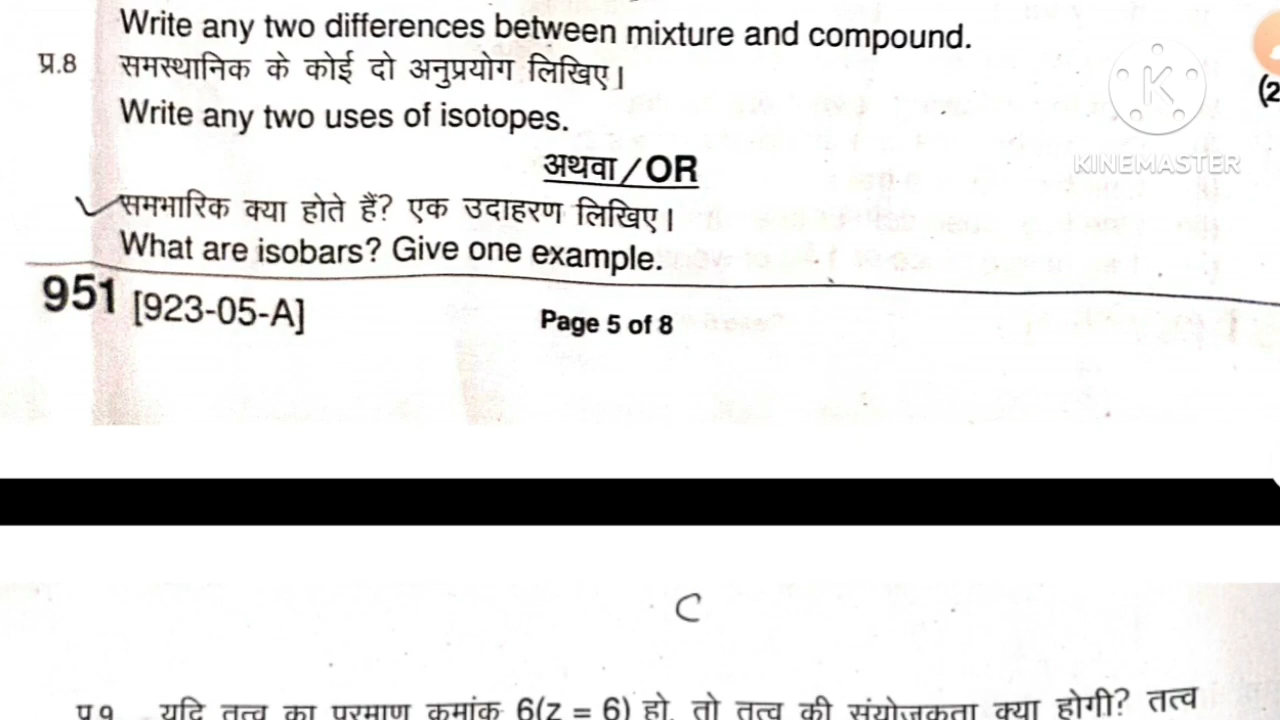 Write any two differences between mixture and compound.
प्र.8 समस्थानिक के कोई दो अनुप्रयोग लिखिए। (2
Write any two uses of isotopes.
अथवा / OR
समभारिक क्या होते हैं? एक उदाहरण लिखिए।
What are isobars? Give one example.
951 [923-05-A] Page 5 of 8
K
KINEMASTER
C
प्र.9 यदि तत्व का परमाणु क्रमांक 6(z = 6) हो, तो तत्व की संयोजकता क्या होगी? तत्व